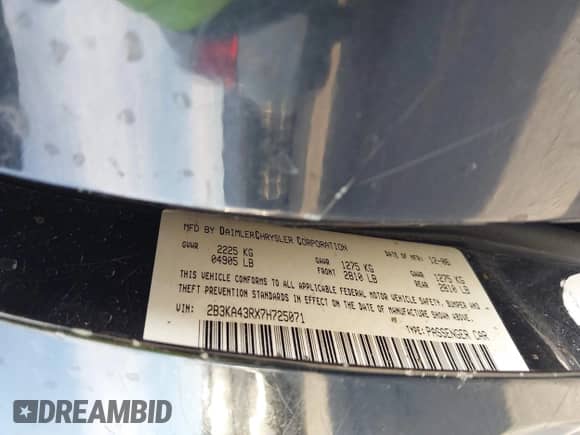 MFD BY DAIMLERCHRYSLER CORPORATION
DATE OF MFR: 12-06
GVWR 2225 KG 04905 LB
GAWR FRONT 1275 KG 2810 LB
GAWR REAR 1275 KG 2810 LB
THIS VEHICLE CONFORMS TO ALL APPLICABLE FEDERAL MOTOR VEHICLE SAFETY, BUMPER AND
THEFT PREVENTION STANDARDS IN EFFECT ON THE DATE OF MANUFACTURE SHOWN ABOVE.
VIN: 2B3KA43RX7H725071
TYPE: PASSENGER CAR
DREAMBID